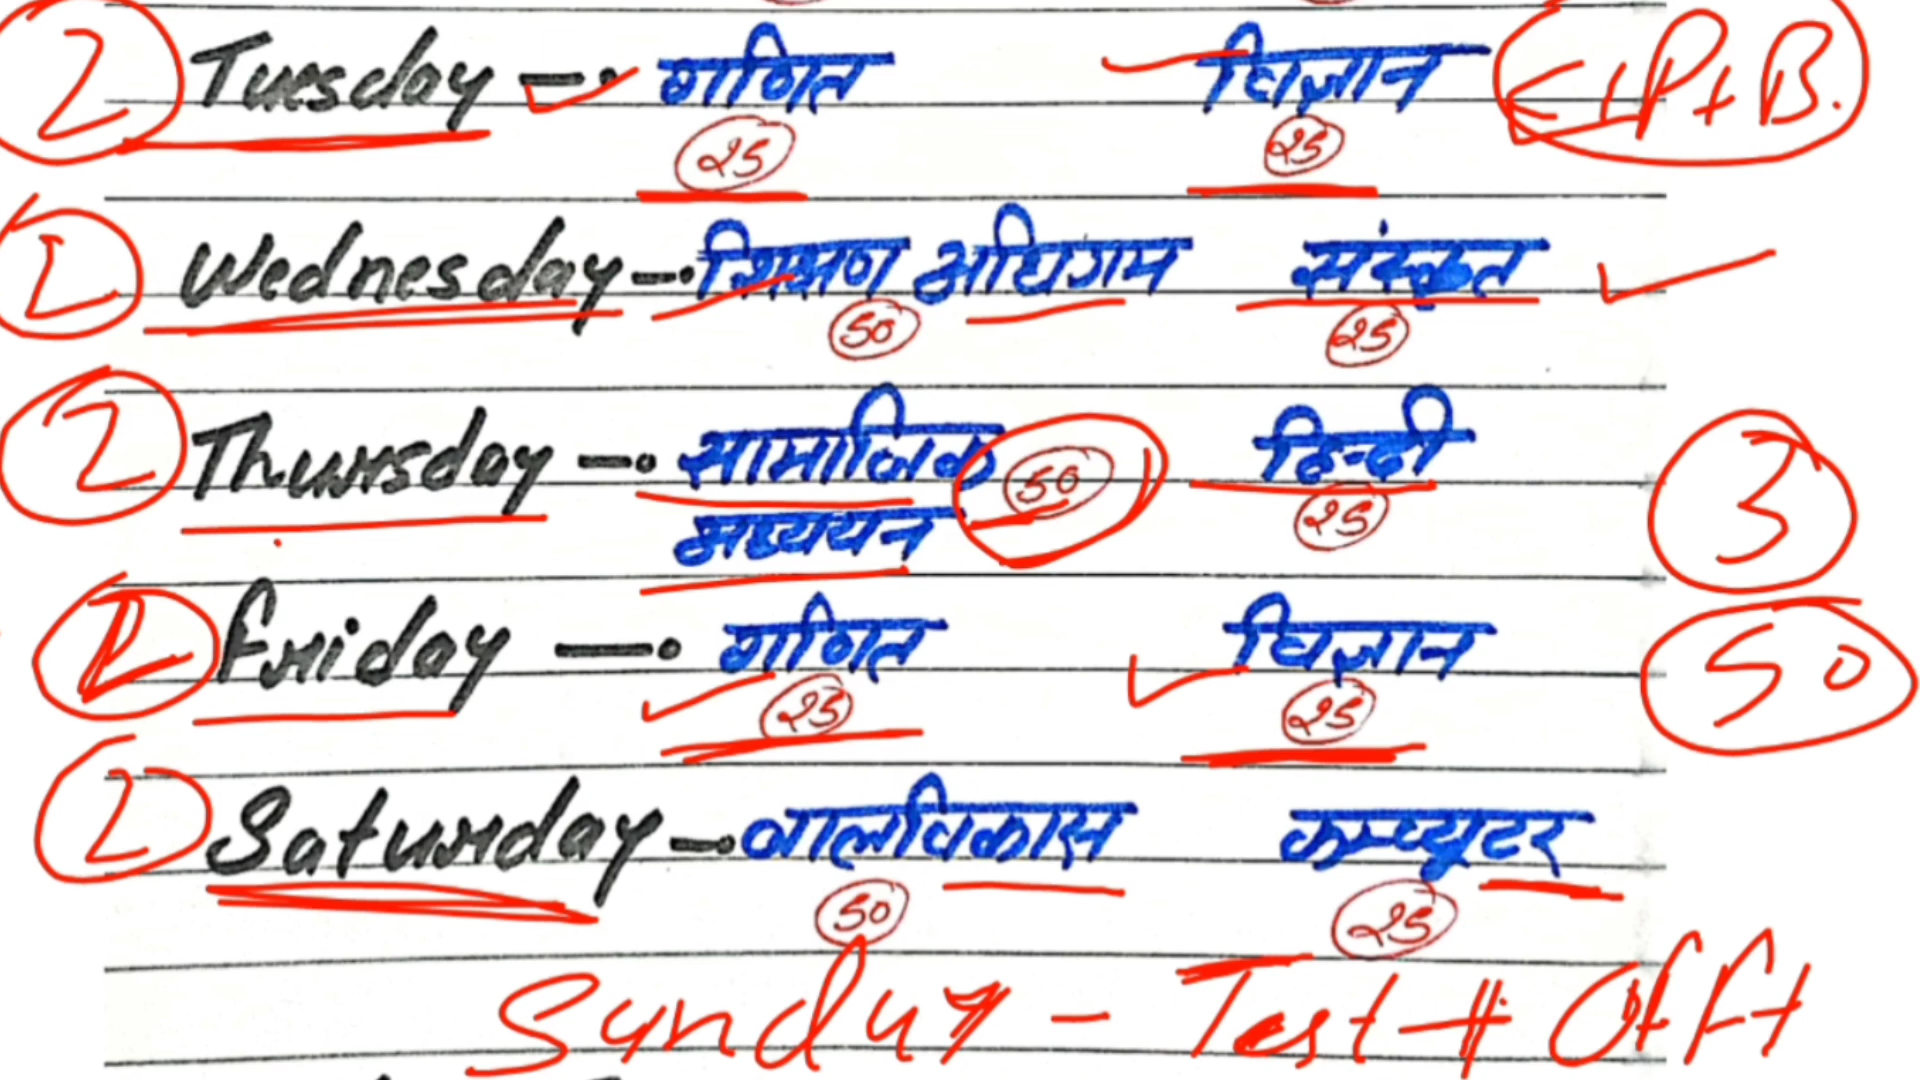 2 Tuesday → गणित विज्ञान C+P+B.
25 25
2 Wednesday → शिक्षण अधिगम संस्कृत
50 25
2 Thursday → सामाजिक 50 हिन्दी 3
अध्ययन 25
2 Friday → गणित विज्ञान 50
25 25
2 Saturday → बालविकास कम्प्यूटर
50 25
Sunday - Test #